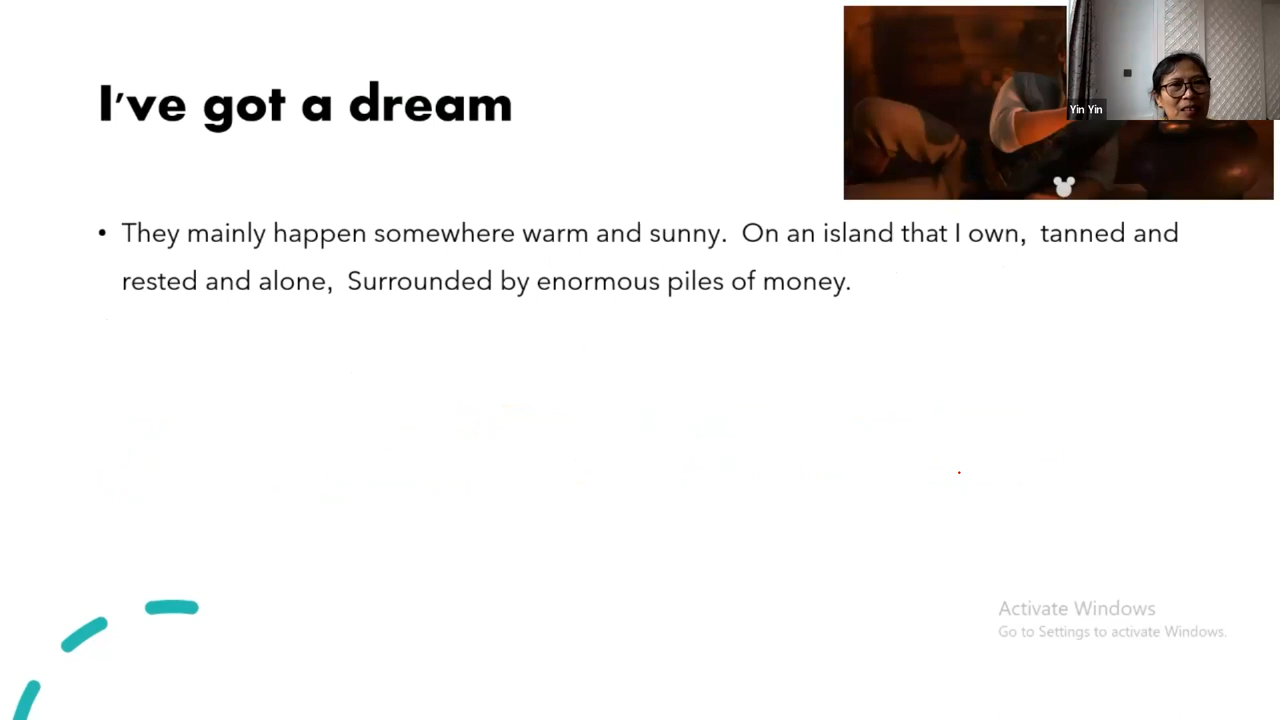 I've got a dream
Yin Yin
• They mainly happen somewhere warm and sunny.  On an island that I own,  tanned and
rested and alone,  Surrounded by enormous piles of money.
Activate Windows
Go to Settings to activate Windows.